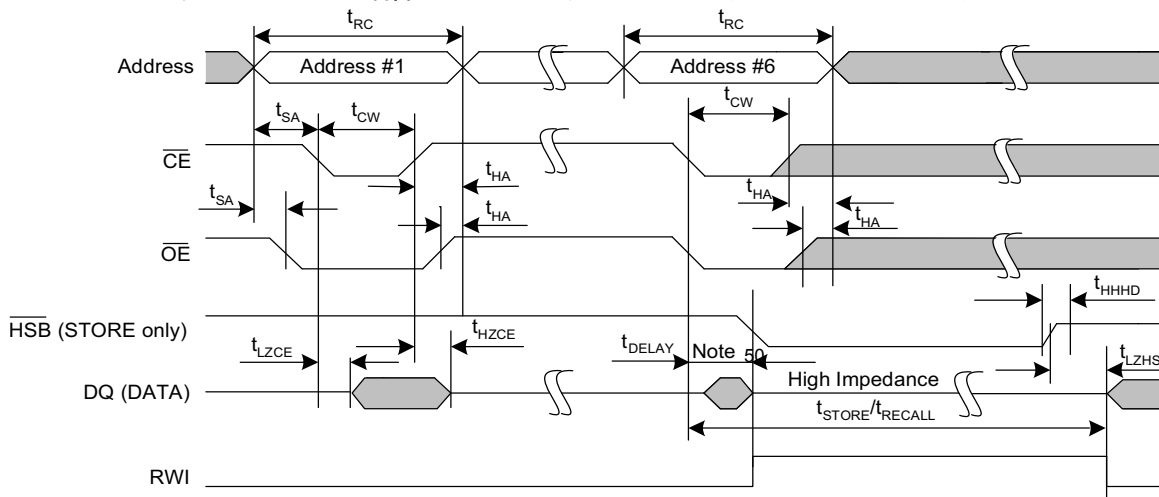 tRC
tRC
Address
Address #1
Address #6
tSA
tCW
tCW
CE
tHA
tHA
tSA
tHA
tHA
OE
tHHHD
HSB (STORE only)
tHZCE
tLZCE
tDELAY
Note 50
tLZHS
DQ (DATA)
High Impedance
tSTORE/tRECALL
RWI